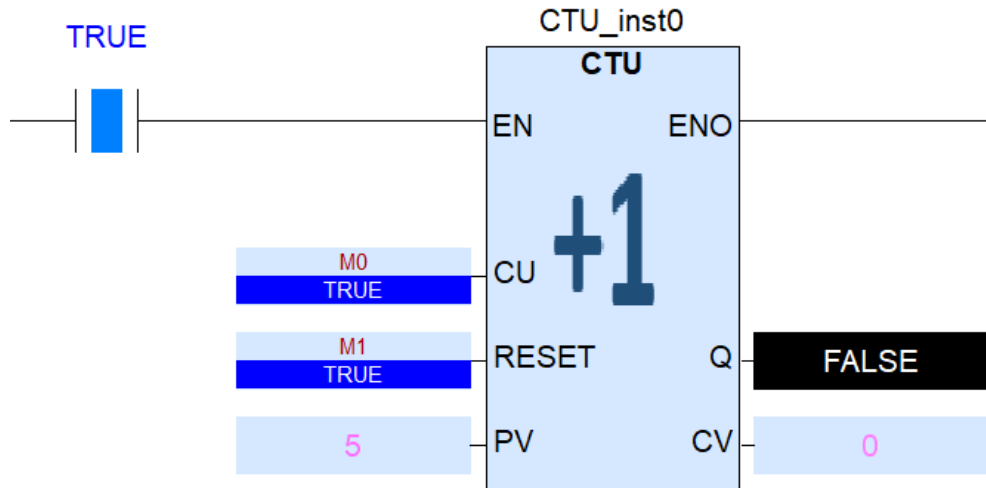 CTU_inst0
TRUE
CTU
EN ENO
+1
M0
TRUE
CU
M1
TRUE
RESET Q FALSE
5 PV CV 0